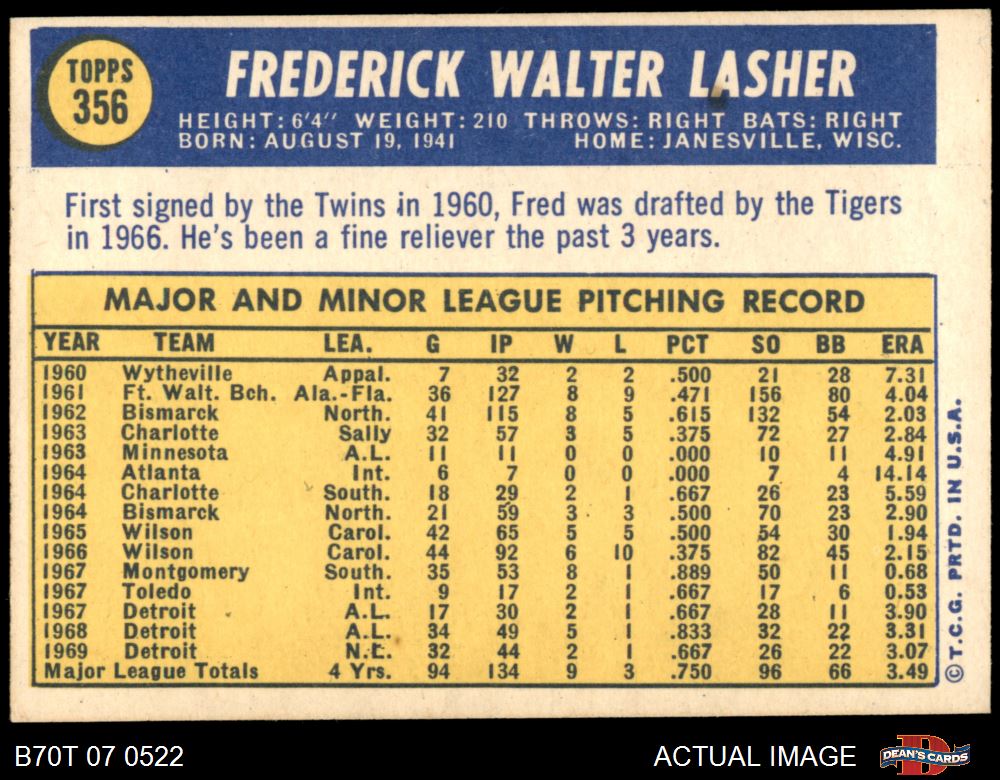 TOPPS
356
FREDERICK WALTER LASHER
HEIGHT: 6'4" WEIGHT: 210 THROWS: RIGHT BATS: RIGHT
BORN: AUGUST 19, 1941 HOME: JANESVILLE, WISC.
First signed by the Twins in 1960, Fred was drafted by the Tigers
in 1966. He's been a fine reliever the past 3 years.
MAJOR AND MINOR LEAGUE PITCHING RECORD
YEAR TEAM LEA. G IP W L PCT SO BB ERA
1960 Wytheville Appal. 7 32 2 2 .500 21 28 7.31
1961 Ft. Walt. Bch. Ala.-Fla. 36 127 8 9 .471 156 80 4.04
1962 Bismarck North. 41 115 8 5 .615 132 54 2.03
1963 Charlotte Sally 32 57 3 5 .375 72 27 2.84
1963 Minnesota A.L. 11 11 0 0 .000 10 11 4.91
1964 Atlanta Int. 6 7 0 0 .000 7 4 14.14
1964 Charlotte South. 18 29 2 1 .667 26 23 5.59
1964 Bismarck North. 21 59 3 3 .500 70 23 2.90
1965 Wilson Carol. 42 65 5 5 .500 54 30 1.94
1966 Wilson Carol. 44 92 6 10 .375 82 45 2.15
1967 Montgomery South. 35 53 8 1 .889 50 11 0.68
1967 Toledo Int. 9 17 2 1 .667 17 6 0.53
1967 Detroit A.L. 17 30 2 1 .667 28 11 3.90
1968 Detroit A.L. 34 49 5 1 .833 32 22 3.31
1969 Detroit N.L. 32 44 2 1 .667 26 22 3.07
Major League Totals 4 Yrs. 94 134 9 3 .750 96 66 3.49
© T.C.G. PRTD. IN U.S.A.
B70T 07 0522 ACTUAL IMAGE
D
DEAN'S CARDS